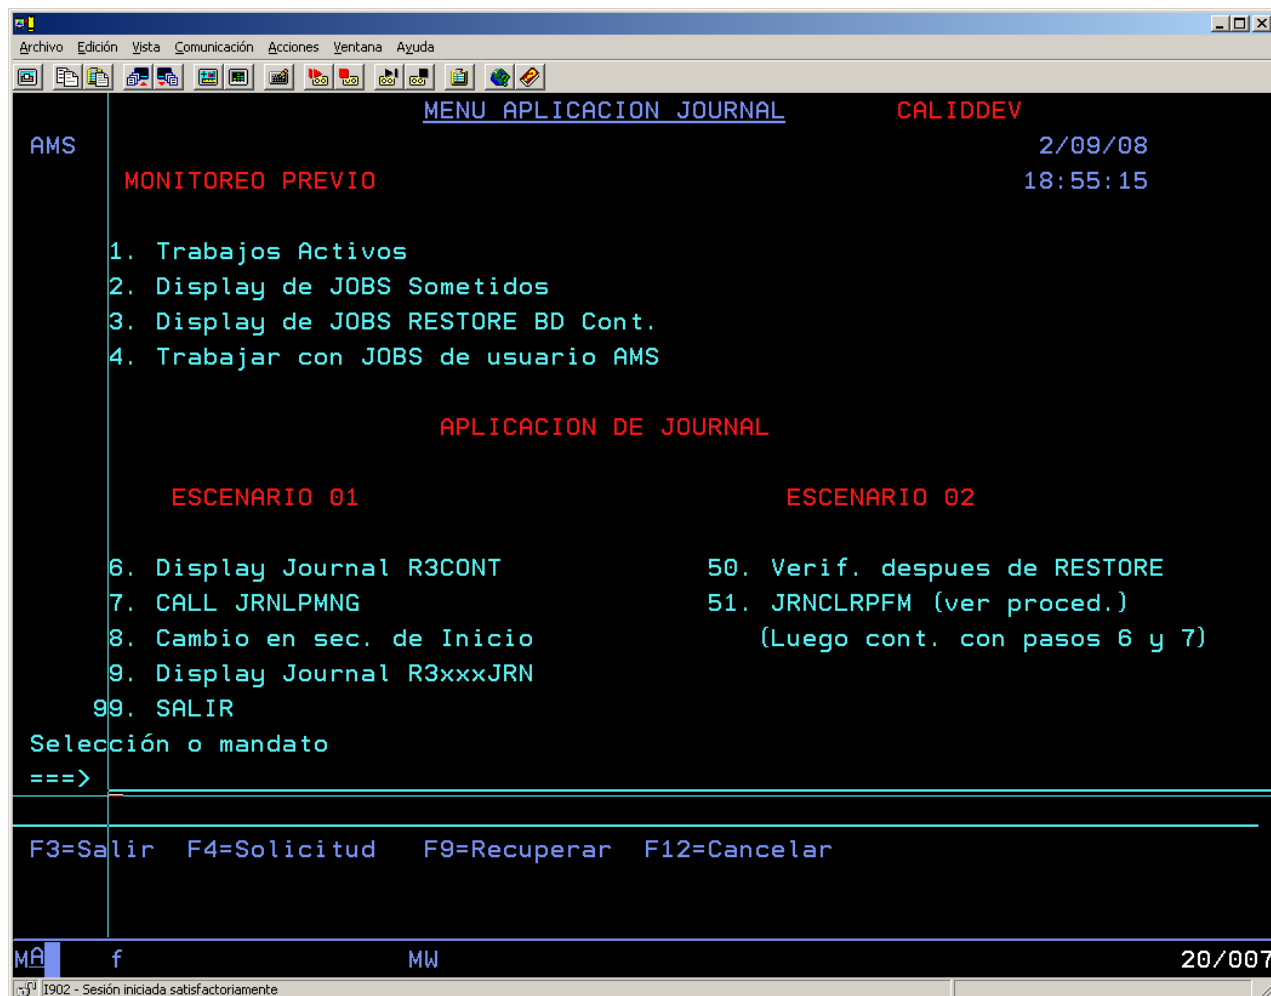 Archivo Edición Vista Comunicación Acciones Ventana Ayuda
MENU APLICACION JOURNAL CALIDDEV
AMS 2/09/08
MONITOREO PREVIO 18:55:15
1. Trabajos Activos
2. Display de JOBS Sometidos
3. Display de JOBS RESTORE BD Cont.
4. Trabajar con JOBS de usuario AMS
APLICACION DE JOURNAL
ESCENARIO 01 ESCENARIO 02
6. Display Journal R3CONT 50. Verif. despues de RESTORE
7. CALL JRNLPMNG 51. JRNCLRPFM (ver proced.)
8. Cambio en sec. de Inicio (Luego cont. con pasos 6 y 7)
9. Display Journal R3xxxJRN
99. SALIR
Selección o mandato
===>
F3=Salir F4=Solicitud F9=Recuperar F12=Cancelar
MA f MW 20/007
I902 - Sesión iniciada satisfactoriamente